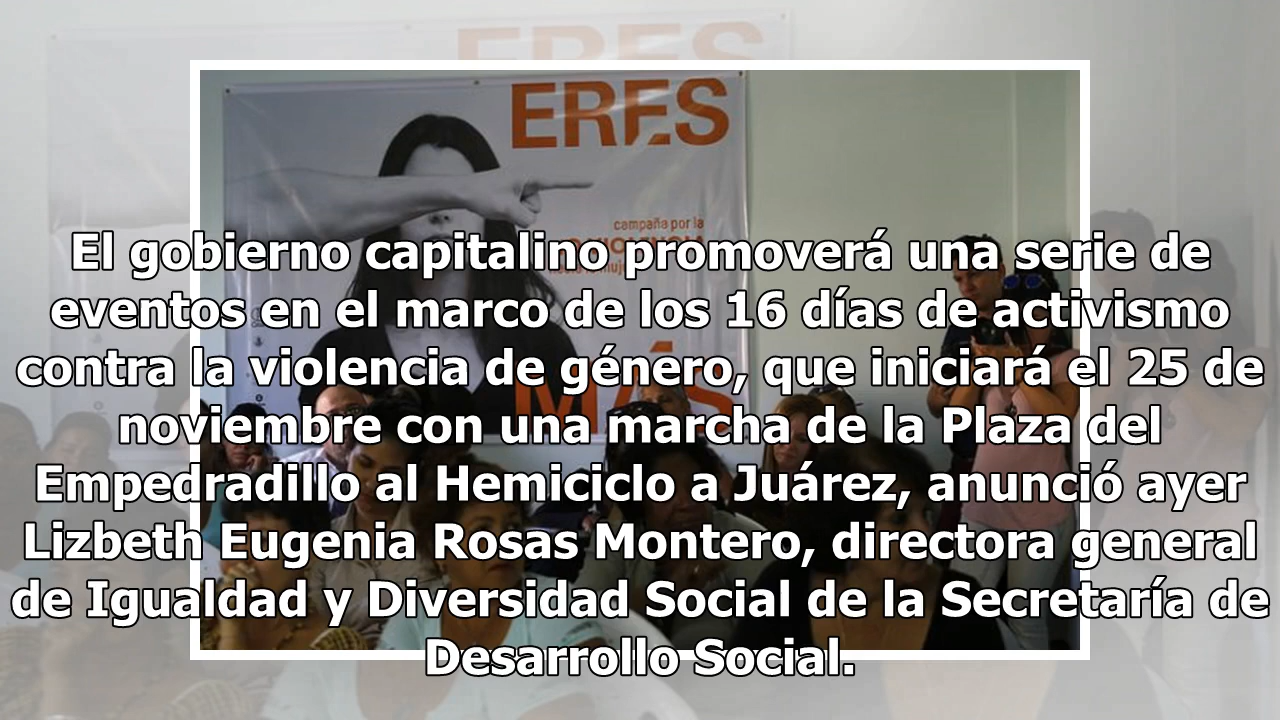 ERES
ERES
campaña por la
El gobierno capitalino promoverá una serie de
eventos en el marco de los 16 días de activismo
contra la violencia de género, que iniciará el 25 de
noviembre con una marcha de la Plaza del
MÁS
Empedradillo al Hemiciclo a Juárez, anunció ayer
Lizbeth Eugenia Rosas Montero, directora general
de Igualdad y Diversidad Social de la Secretaría de
Desarrollo Social.